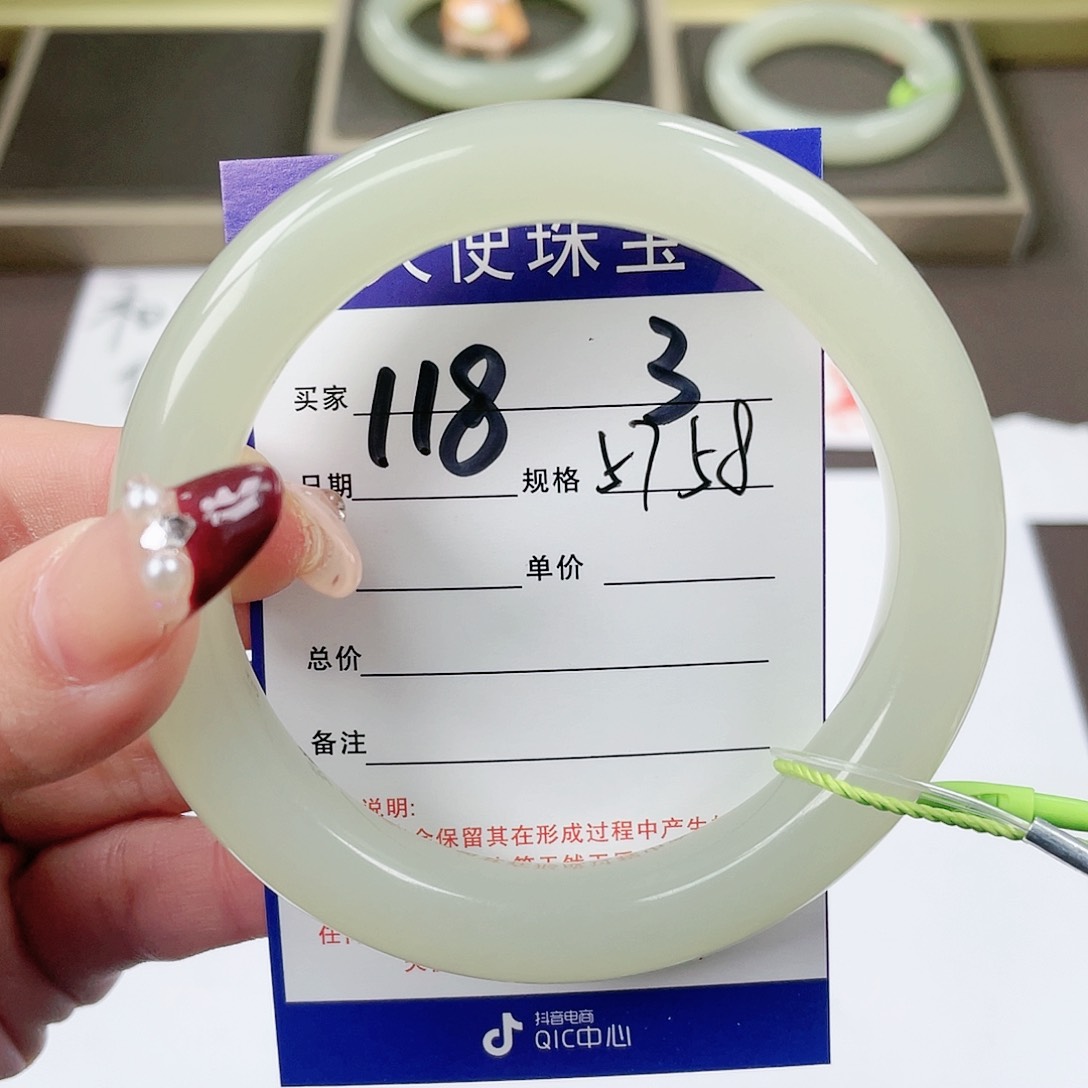 使珠宝
买家 118 3
日期 规格 5758
单价
总价
备注
说明:
保留其在形成过程中产生
抖音电商
QIC中心